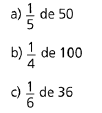 a) 1/5 de 50
b) 1/4 de 100
c) 1/6 de 36